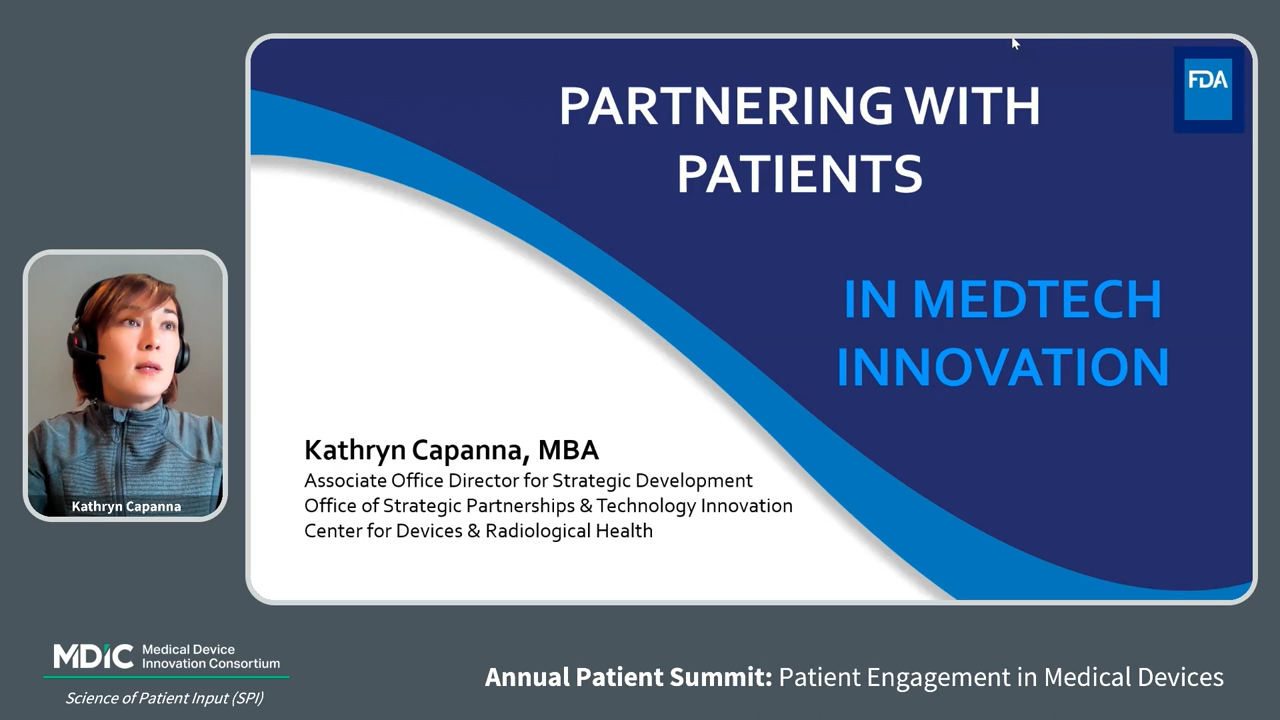 PARTNERING WITH
PATIENTS
FDA
IN MEDTECH
INNOVATION
Kathryn Capanna, MBA
Associate Office Director for Strategic Development
Office of Strategic Partnerships & Technology Innovation
Center for Devices & Radiological Health
Kathryn Capanna
MDIC Medical Device
Innovation Consortium
Science of Patient Input (SPI)
Annual Patient Summit: Patient Engagement in Medical Devices